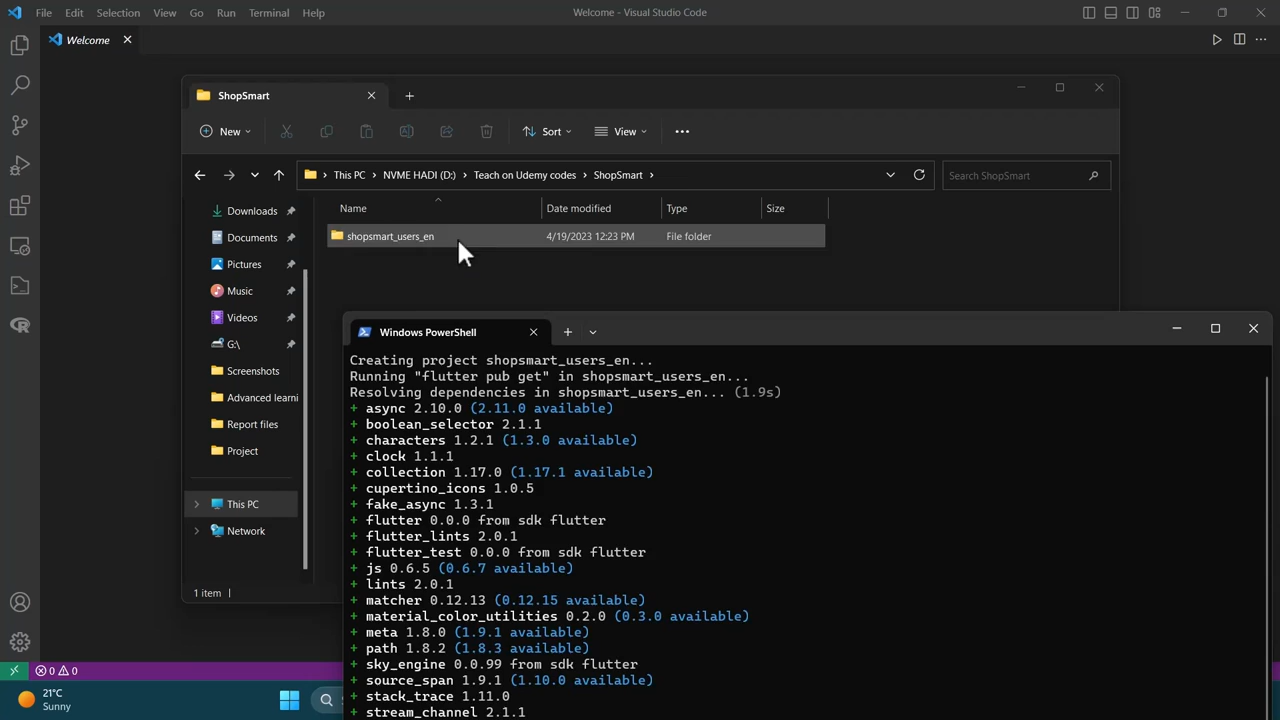 File Edit Selection View Go Run Terminal Help
Welcome - Visual Studio Code
Welcome
ShopSmart
New
Sort
View
This PC
NVME HADI (D:)
Teach on Udemy codes
ShopSmart
Search ShopSmart
Name
Date modified
Type
Size
Downloads
Documents
Pictures
Music
Videos
G:\
Screenshots
Advanced learni
Report files
Project
This PC
Network
shopsmart_users_en 4/19/2023 12:23 PM File folder
1 item
Windows PowerShell
Creating project shopsmart_users_en...
Running "flutter pub get" in shopsmart_users_en...
Resolving dependencies in shopsmart_users_en... (1.9s)
+ async 2.10.0 (2.11.0 available)
+ boolean_selector 2.1.1
+ characters 1.2.1 (1.3.0 available)
+ clock 1.1.1
+ collection 1.17.0 (1.17.1 available)
+ cupertino_icons 1.0.5
+ fake_async 1.3.1
+ flutter 0.0.0 from sdk flutter
+ flutter_lints 2.0.1
+ flutter_test 0.0.0 from sdk flutter
+ js 0.6.5 (0.6.7 available)
+ lints 2.0.1
+ matcher 0.12.13 (0.12.15 available)
+ material_color_utilities 0.2.0 (0.3.0 available)
+ meta 1.8.0 (1.9.1 available)
+ path 1.8.2 (1.8.3 available)
+ sky_engine 0.0.99 from sdk flutter
+ source_span 1.9.1 (1.10.0 available)
+ stack_trace 1.11.0
+ stream_channel 2.1.1
0 0
21°C
Sunny